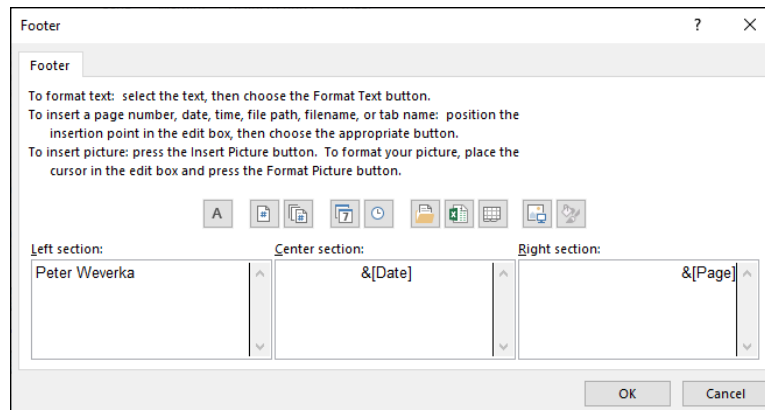 Footer
Footer
To format text: select the text, then choose the Format Text button.
To insert a page number, date, time, file path, filename, or tab name: position the
insertion point in the edit box, then choose the appropriate button.
To insert picture: press the Insert Picture button. To format your picture, place the
cursor in the edit box and press the Format Picture button.
A # # 7
Left section: Center section: Right section:
Peter Weverka &[Date] &[Page]
OK Cancel